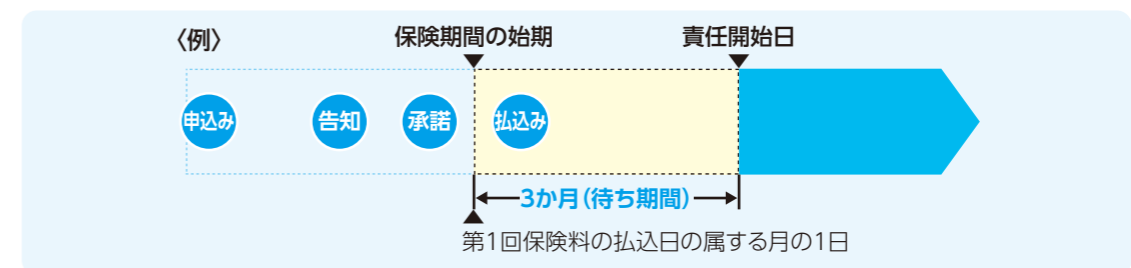 〈例〉
保険期間の始期
責任開始日
申込み
告知
承諾
払込み
3か月(待ち期間)
第1回保険料の払込日の属する月の1日